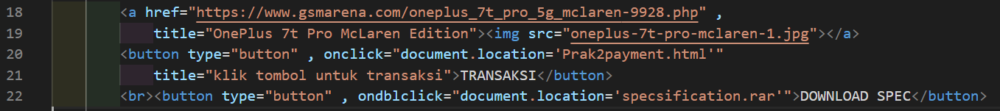 18 <a href="https://www.gsmarena.com/oneplus_7t_pro_5g_mclaren-9928.php" ,
19 title="OnePlus 7t Pro McLaren Edition"><img src="oneplus-7t-pro-mclaren-1.jpg"></a>
20 <button type="button" , onclick="document.location='Prak2payment.html'"
21 title="klik tombol untuk transaksi">TRANSAKSI</button>
22 <br><button type="button" , ondblclick="document.location='specsification.rar'">DOWNLOAD SPEC</button>